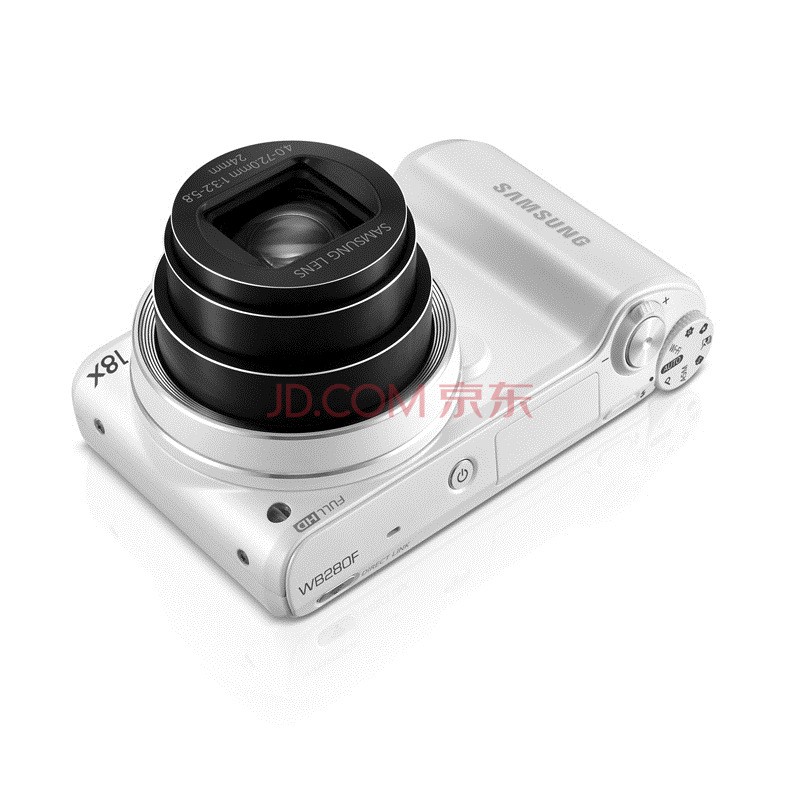 4.0-72.0mm 1:3.2-5.8
24mm
SAMSUNG LENS
SAMSUNG
18X
JD.COM 京东
AUTO
ASM
FULL HD
WB280F
DIRECT LINK